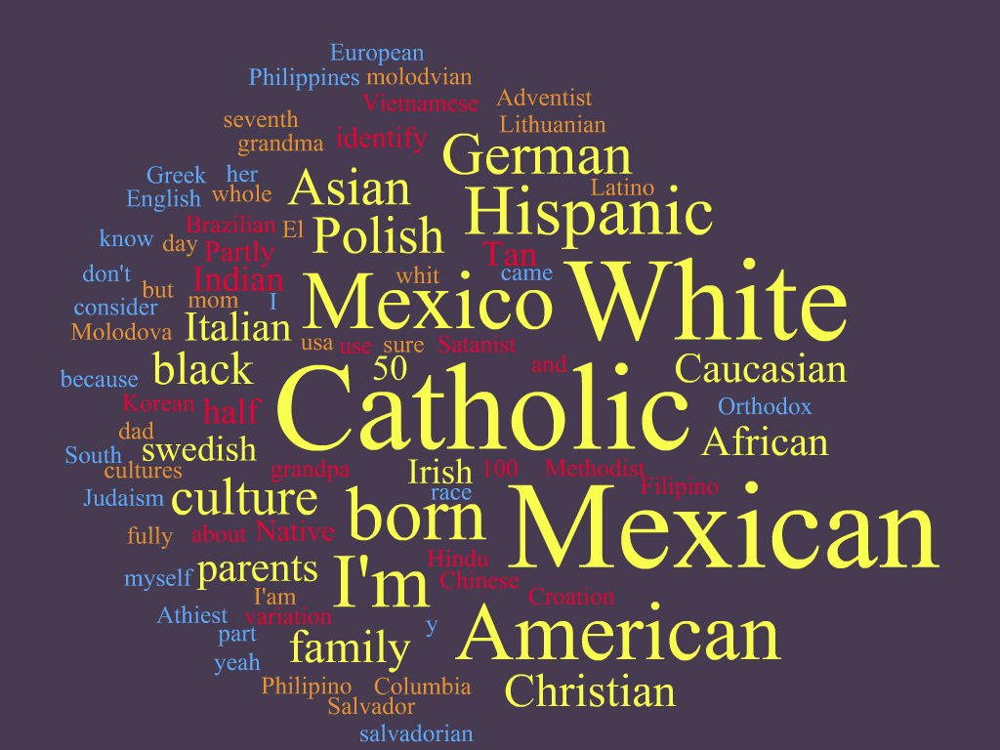 European
Philippines molodvian
Vietnamese Adventist
seventh Lithuanian
grandma identify German
Greek her Asian Latino
English whole Hispanic
Brazilian El Polish
know day Partly Tan
don't Indian whit came White
but mom I Mexico
consider Italian
Molodova usa use sure Satanist
because black 50 and Caucasian
Korean half Catholic Orthodox
dad African
South swedish
cultures grandpa Irish 100 Methodist
Judaism culture race Filipino
born Mexican
fully about Native
myself parents Hindu
I'am I'm Chinese
Athiest variation Croation
part y American
yeah family
Philipino Columbia Christian
Salvador
salvadorian